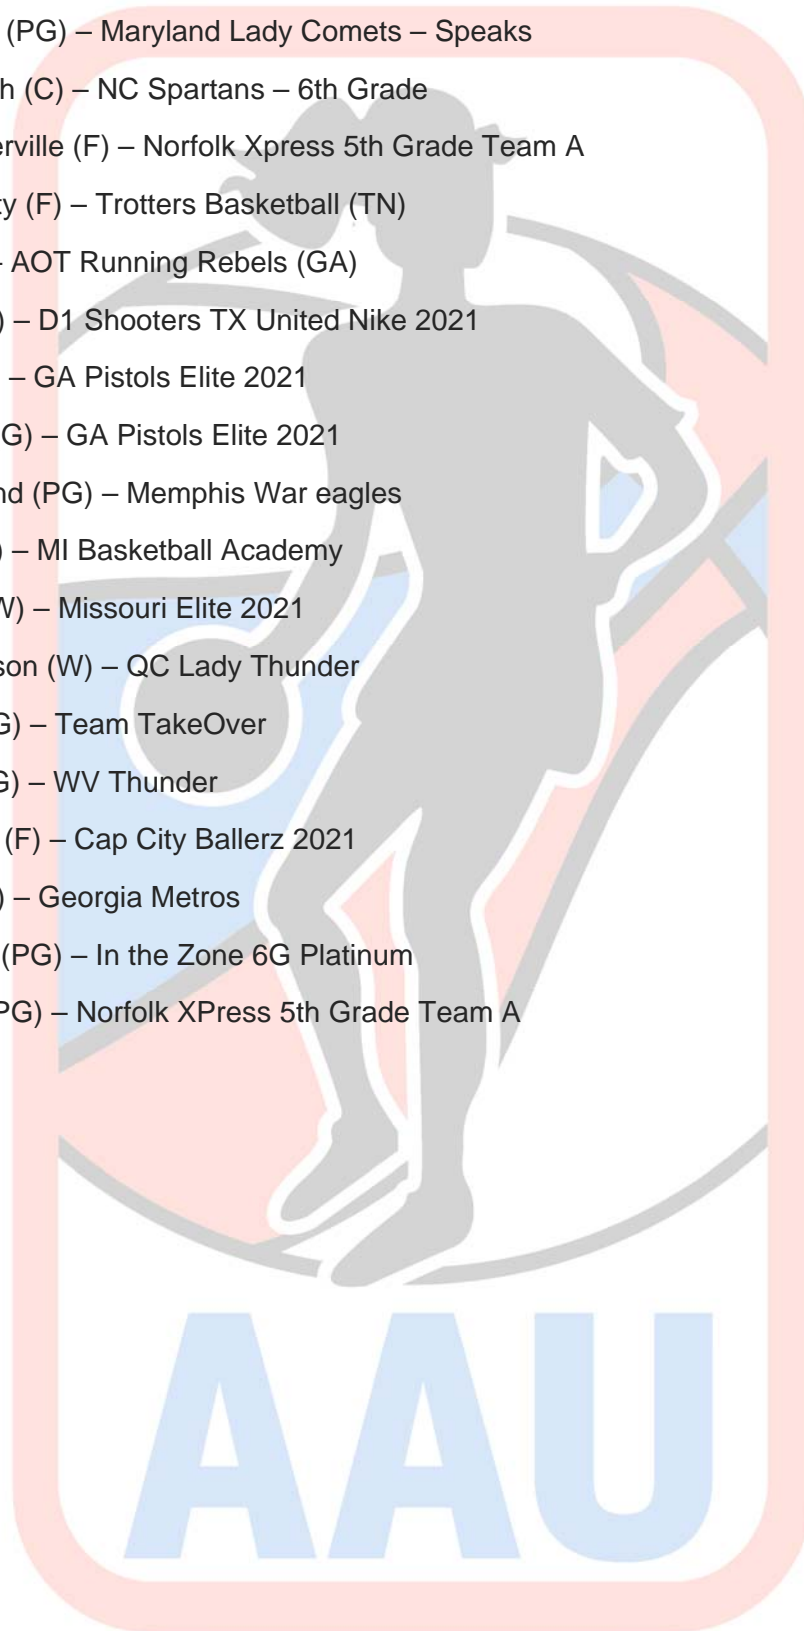 (PG) – Maryland Lady Comets – Speaks
h (C) – NC Spartans – 6th Grade
erville (F) – Norfolk Xpress 5th Grade Team A
ty (F) – Trotters Basketball (TN)
– AOT Running Rebels (GA)
) – D1 Shooters TX United Nike 2021
– GA Pistols Elite 2021
G) – GA Pistols Elite 2021
nd (PG) – Memphis War eagles
) – MI Basketball Academy
W) – Missouri Elite 2021
son (W) – QC Lady Thunder
G) – Team TakeOver
G) – WV Thunder
(F) – Cap City Ballerz 2021
) – Georgia Metros
(PG) – In the Zone 6G Platinum
PG) – Norfolk XPress 5th Grade Team A
AAU